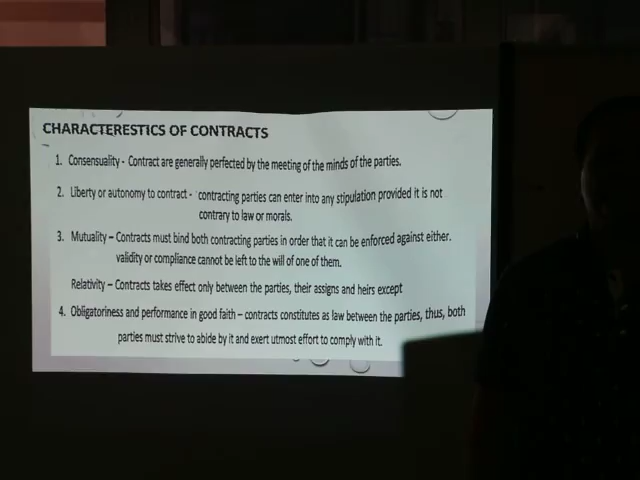 CHARACTERESTICS OF CONTRACTS
1. Consensuality - Contract are generally perfected by the meeting of the minds of the parties.
2. Liberty or autonomy to contract - contracting parties can enter into any stipulation provided it is not
contrary to law or morals.
3. Mutuality – Contracts must bind both contracting parties in order that it can be enforced against either.
validity or compliance cannot be left to the will of one of them.
Relativity – Contracts takes effect only between the parties, their assigns and heirs except
4. Obligatoriness and performance in good faith – contracts constitutes as law between the parties, thus, both
parties must strive to abide by it and exert utmost effort to comply with it.